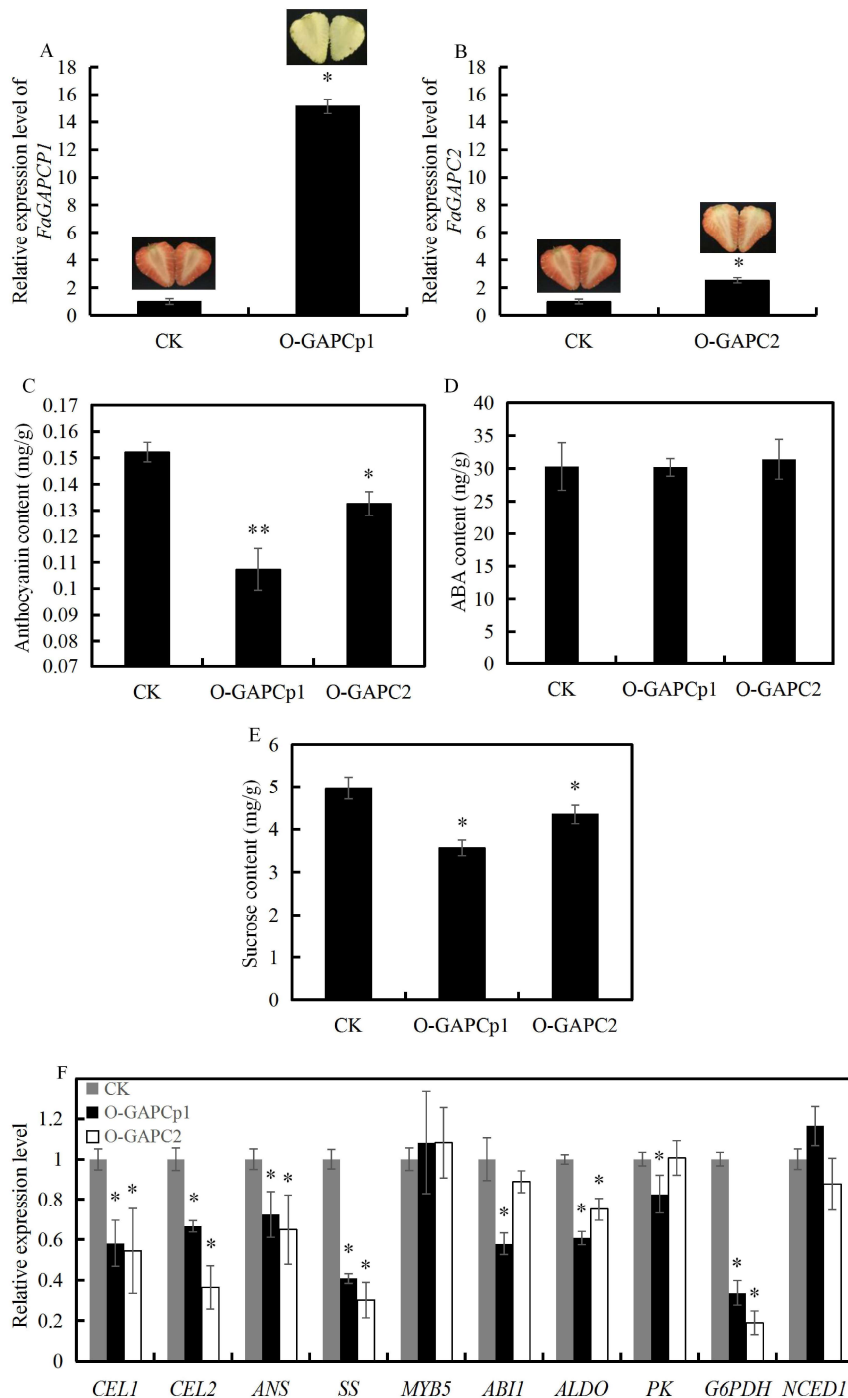 A
Relative expression level of
FaGAPCP1
18
16
14
12
10
8
6
4
2
0
*
CK
O-GAPCp1
B
Relative expression level of
FaGAPC2
18
16
14
12
10
8
6
4
2
0
*
CK
O-GAPC2
C
Anthocyanin content (mg/g)
0.17
0.16
0.15
0.14
0.13
0.12
0.11
0.1
0.09
0.08
0.07
**
*
CK
O-GAPCp1
O-GAPC2
D
ABA content (ng/g)
40
35
30
25
20
15
10
5
0
CK
O-GAPCp1
O-GAPC2
E
Sucrose content (mg/g)
6
5
4
3
2
1
0
*
*
CK
O-GAPCp1
O-GAPC2
F
Relative expression level
CK
O-GAPCp1
O-GAPC2
1.2
1
0.8
0.6
0.4
0.2
0
* * * * * * * * * * * * * *
CEL1 CEL2 ANS SS MYB5 ABI1 ALDO PK G6PDH NCED1